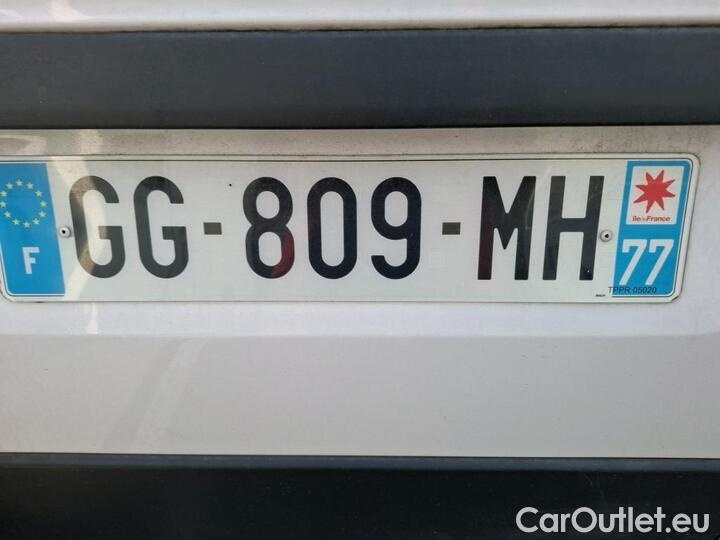 F GG-809-MH
île de France
77
TPPR 05020
CarOutlet.eu